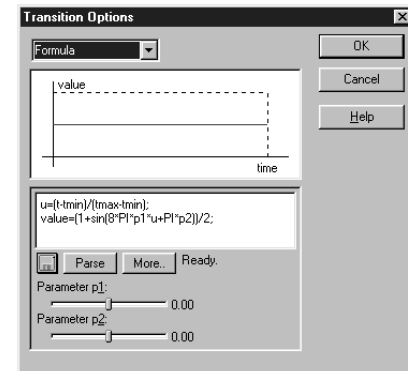 Transition Options
Formula
OK
Cancel
Help
value
time
u=(t-tmin)/(tmax-tmin);
value=(1+sin(8*PI*p1*u+PI*p2))/2;
Parse
More..
Ready.
Parameter p1:
0.00
Parameter p2:
0.00